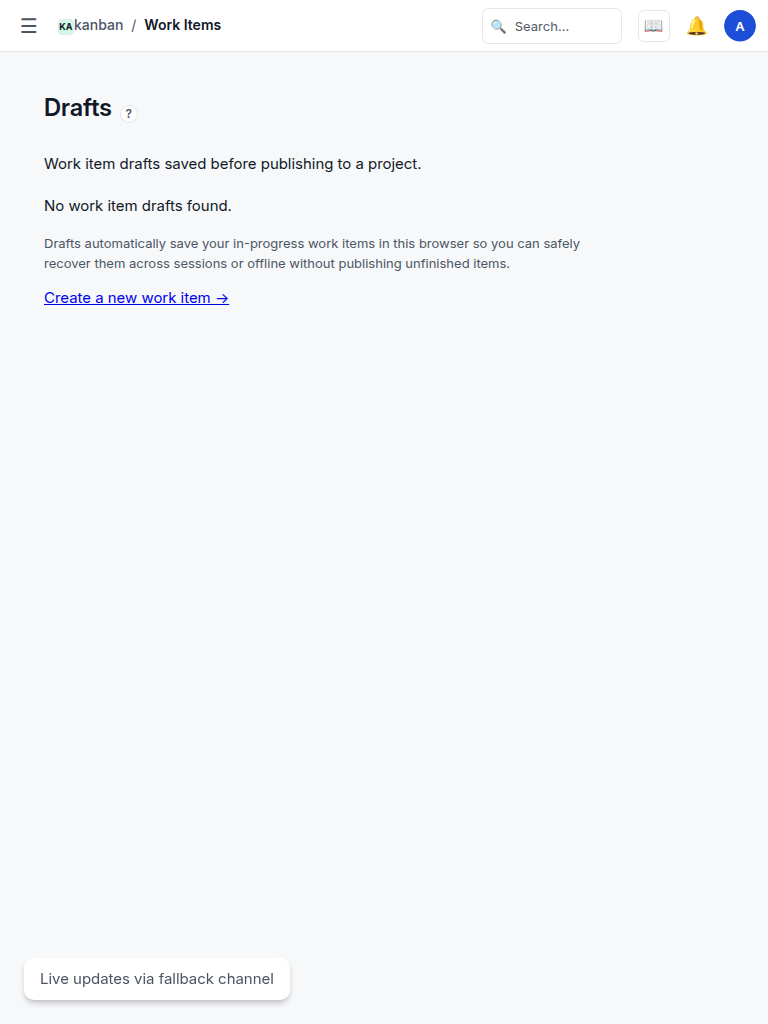 ☰ KA kanban / Work Items 🔍 Search... 📖 🔔 A
Drafts ?
Work item drafts saved before publishing to a project.
No work item drafts found.
Drafts automatically save your in-progress work items in this browser so you can safely
recover them across sessions or offline without publishing unfinished items.
Create a new work item →
Live updates via fallback channel